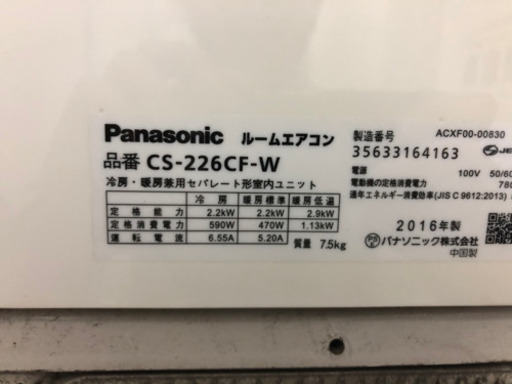 Panasonic ルームエアコン
品番 CS-226CF-W
冷房・暖房兼用セパレート形室内ユニット
冷房 暖房標準 暖房低温
定格能力 2.2kW 2.2kW 2.9kW
定格消費電力 590W 470W 1.13kW
運転電流 6.55A 5.20A
質量 7.5kg
ACXF00-00830
製造番号
35633164163
電源 100V 50/60
電動機の定格消費電力 780
通年エネルギー消費効率(JIS C 9612:2013)
2016年製
パナソニック株式会社
中国製